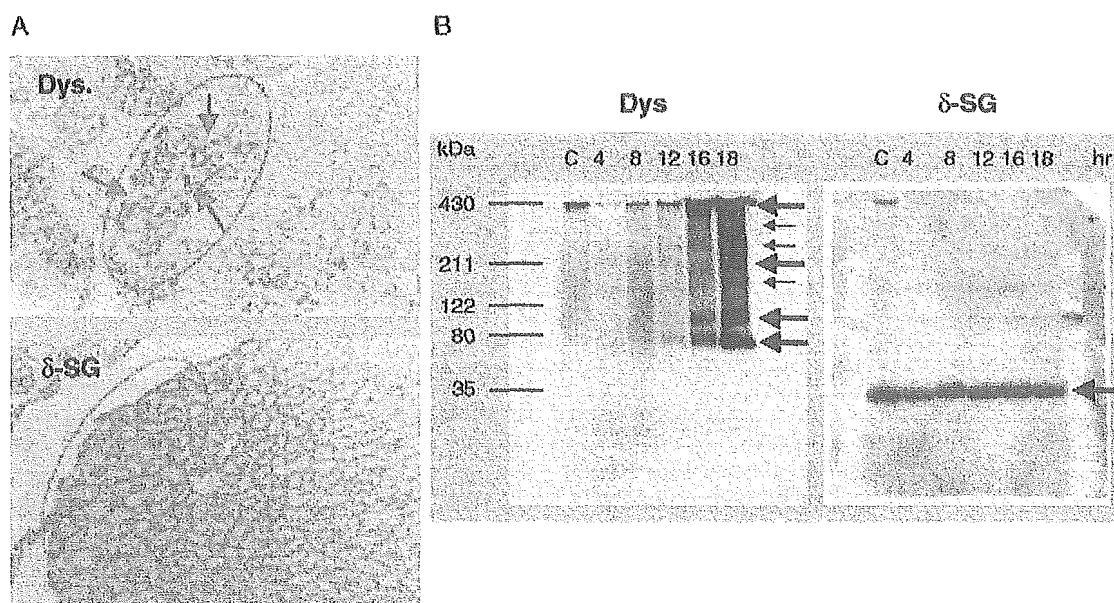 A
Dys.
δ-SG
B
Dys
δ-SG
kDa
C 4 8 12 16 18
C 4 8 12 16 18 hr
430
211
122
80
35